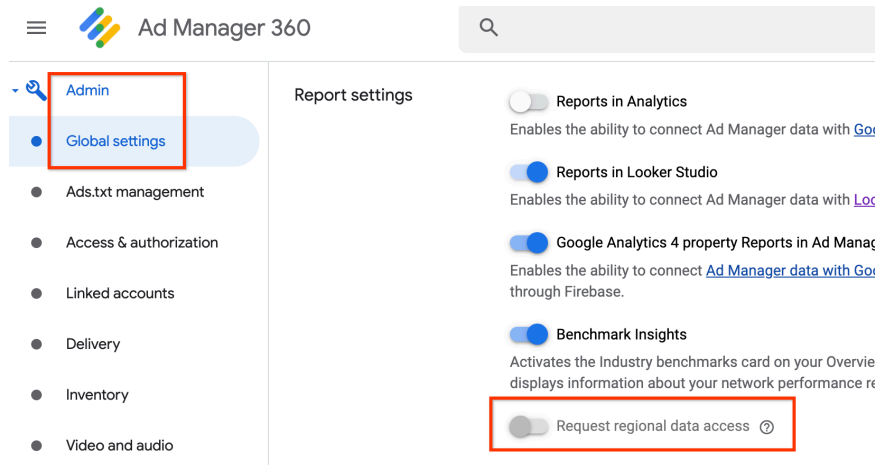 Ad Manager 360
Admin
Global settings
Ads.txt management
Access & authorization
Linked accounts
Delivery
Inventory
Video and audio
Report settings
Reports in Analytics
Enables the ability to connect Ad Manager data with
Reports in Looker Studio
Enables the ability to connect Ad Manager data with
Google Analytics 4 property Reports in Ad
Enables the ability to connect Ad Manager data with
through Firebase.
Benchmark Insights
Activates the Industry benchmarks card on your
displays information about your network performance
Request regional data access